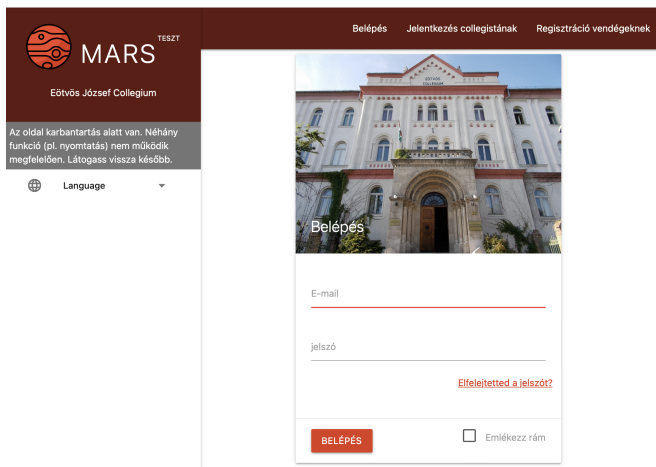 MARS TESZT
Eötvös József Collegium
Az oldal karbantartás alatt van. Néhány
funkció (pl. nyomtatás) nem működik
megfelelően. Látogass vissza később.
Language
Belépés Jelentkezés collegistának Regisztráció vendégeknek
EÖTVÖS
COLLEGIUM
Belépés
E-mail
jelszó
Elfelejtetted a jelszót?
BELÉPÉS
Emlékezz rám